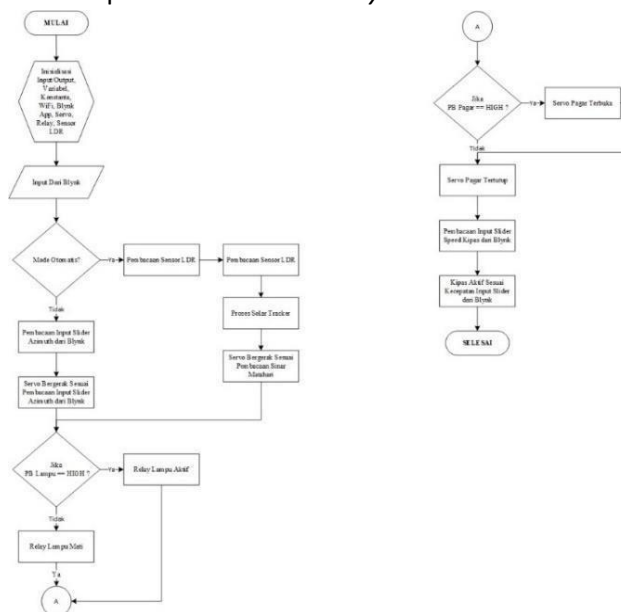 MULAI
Inisialisasi
Input Output,
Variabel,
Konstanta,
WiFi, Blynk
App, Servo,
Relay, Sensor
LDR
Input Dari Blynk
Mode Otomatis?
Ya
Pembacaan Sensor LDR
Pembacaan Sensor LDR
Tidak
Proses Solar Tracker
Pembacaan Input Slider
Azimuth dari Blynk
Servo Bergerak Sesuai
Pembacaan Sinar
Matahari
Servo Bergerak Sesuai
Pembacaan Input Slider
Azimuth dari Blynk
Jika
PB Lampu == HIGH ?
Ya
Relay Lampu Aktif
Tidak
Relay Lampu Mati
Ya
A
A
Jika
PB Pagar == HIGH ?
Ya
Servo Pagar Terbuka
Tidak
Servo Pagar Tertutup
Pembacaan Input Slider
Speed Kipas dari Blynk
Kipas Aktif Sesuai
Kecepatan Input Slider
dari Blynk
SELESAI